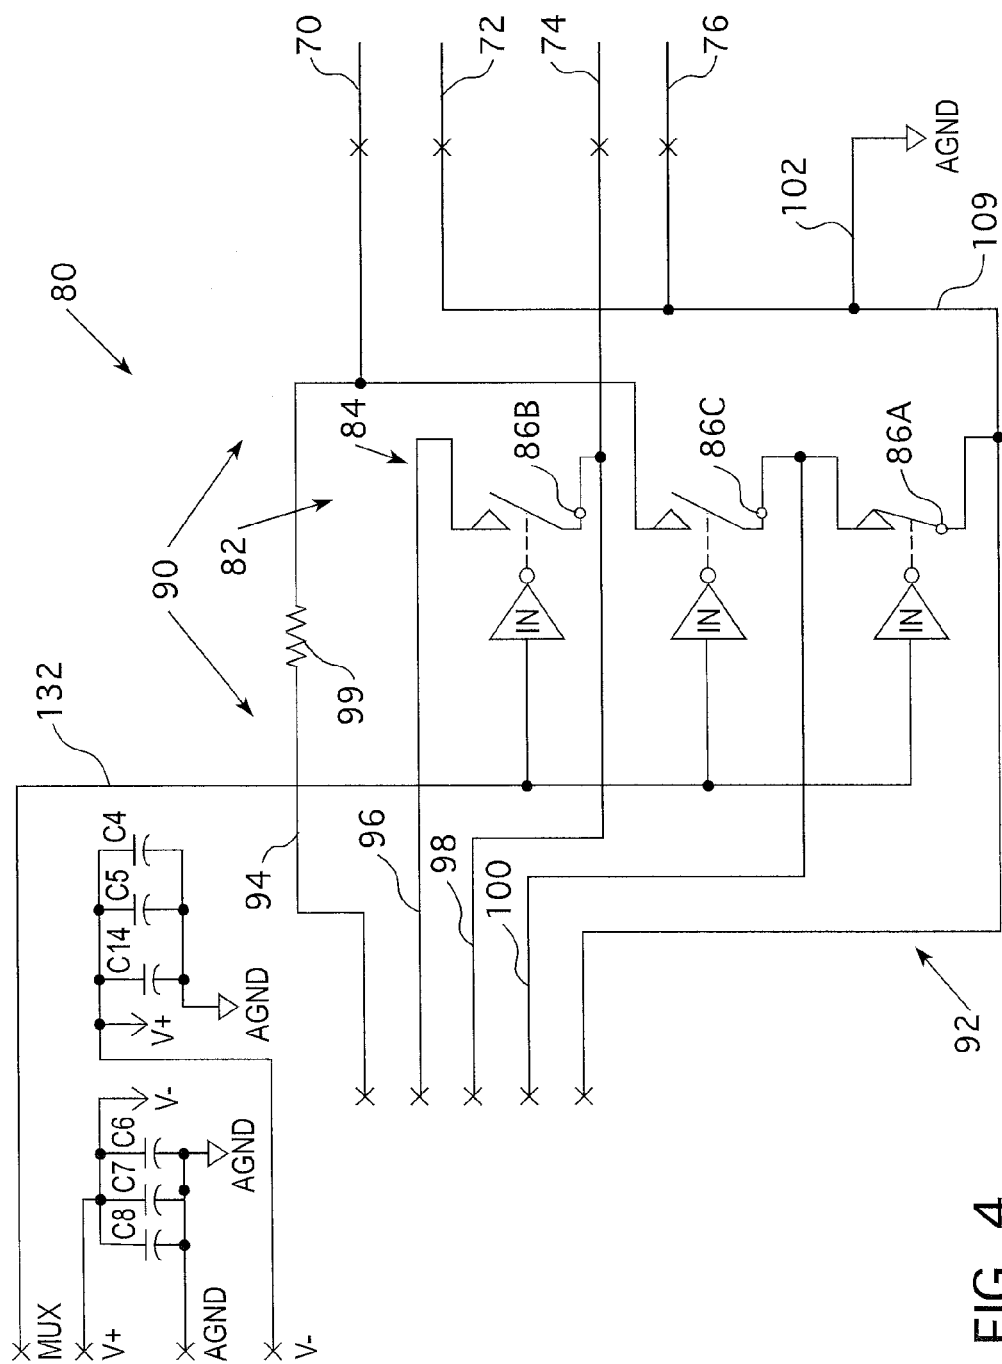 70
72
74
76
80
102
AGND
109
90
82
84
86B
86C
86A
99
IN
IN
IN
132
94
96
98
100
92
C14
C5
C4
V+
AGND
C8
C7
C6
V-
AGND
MUX
V+
AGND
V-
FIG. 4